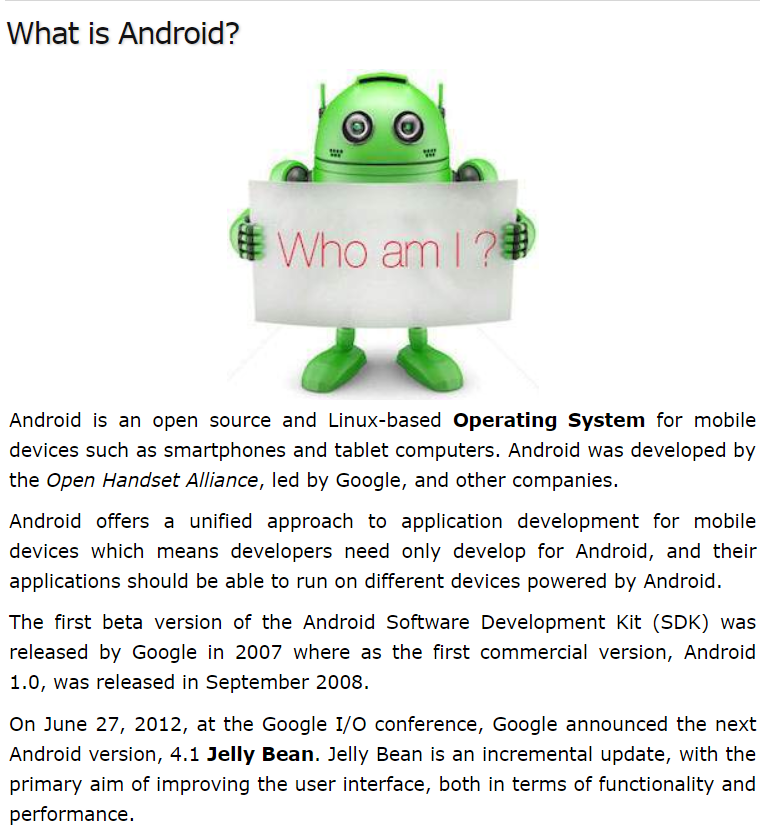 What is Android?
Who am I ?
Android is an open source and Linux-based Operating System for mobile
devices such as smartphones and tablet computers. Android was developed by
the Open Handset Alliance, led by Google, and other companies.
Android offers a unified approach to application development for mobile
devices which means developers need only develop for Android, and their
applications should be able to run on different devices powered by Android.
The first beta version of the Android Software Development Kit (SDK) was
released by Google in 2007 where as the first commercial version, Android
1.0, was released in September 2008.
On June 27, 2012, at the Google I/O conference, Google announced the next
Android version, 4.1 Jelly Bean. Jelly Bean is an incremental update, with the
primary aim of improving the user interface, both in terms of functionality and
performance.